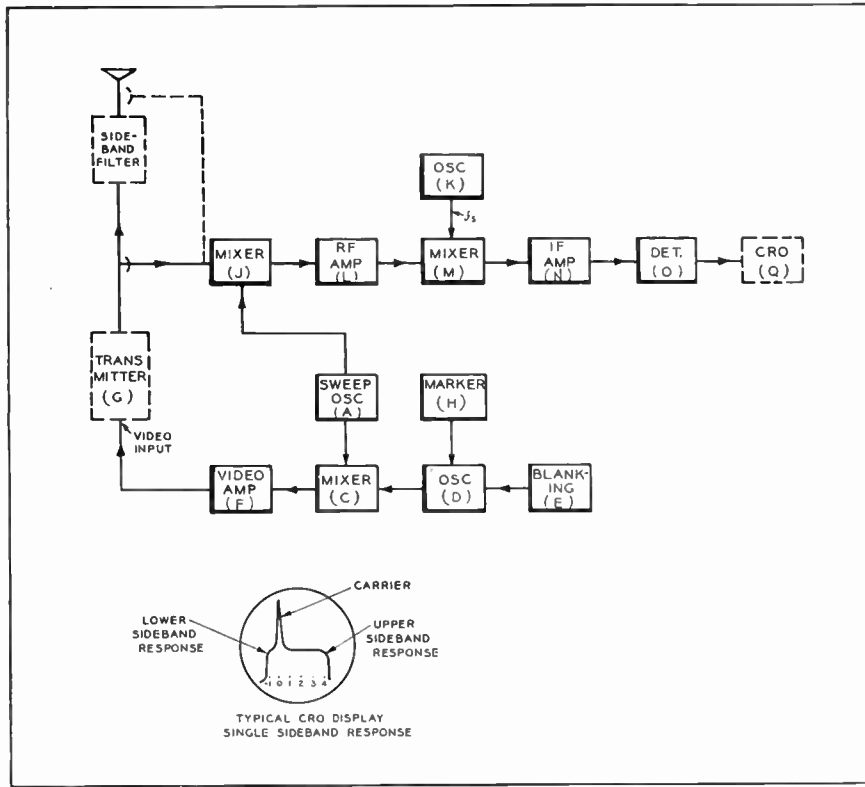 SIDE-
BAND
FILTER
OSC
(K)
fs
MIXER
(J)
RF
AMP
(L)
MIXER
(M)
IF
AMP
(N)
DET.
(O)
CRO
(Q)
TRANS
MITTER
(G)
VIDEO
INPUT
SWEEP
OSC
(A)
MARKER
(H)
VIDEO
AMP
(F)
MIXER
(C)
OSC
(D)
BLANK-
ING
(E)
CARRIER
LOWER
SIDEBAND
RESPONSE
UPPER
SIDEBAND
RESPONSE
-1 0 1 2 3 4
TYPICAL CRO DISPLAY
SINGLE SIDEBAND RESPONSE